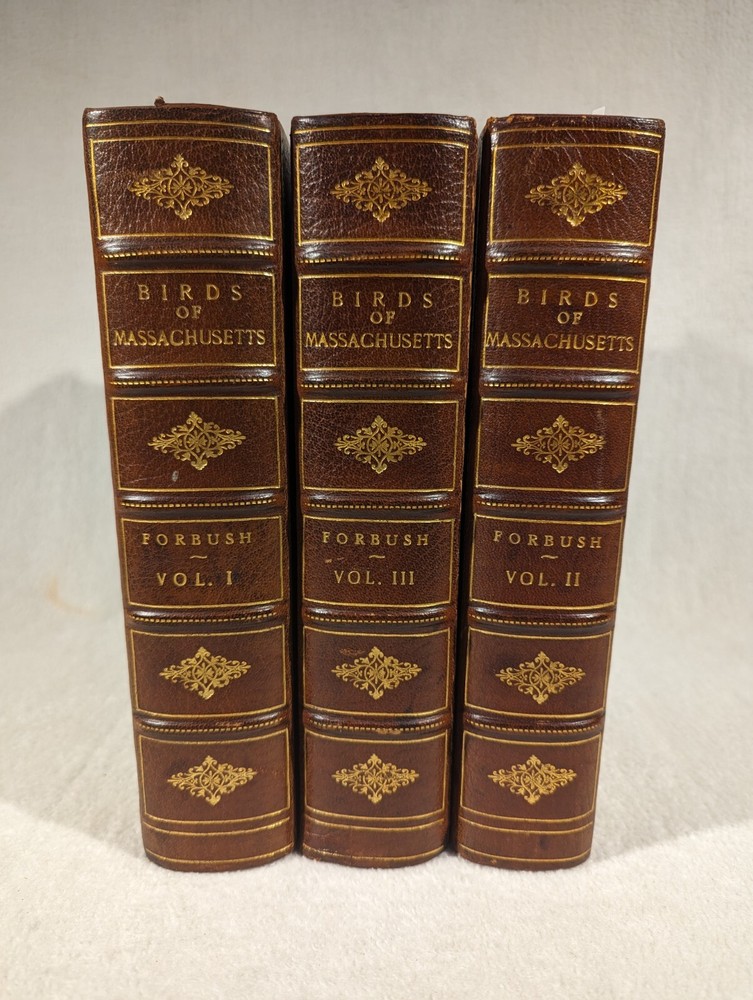 BIRDS
OF
MASSACHUSETTS
FORBUSH
VOL. I
BIRDS
OF
MASSACHUSETTS
FORBUSH
VOL. III
BIRDS
OF
MASSACHUSETTS
FORBUSH
VOL. II